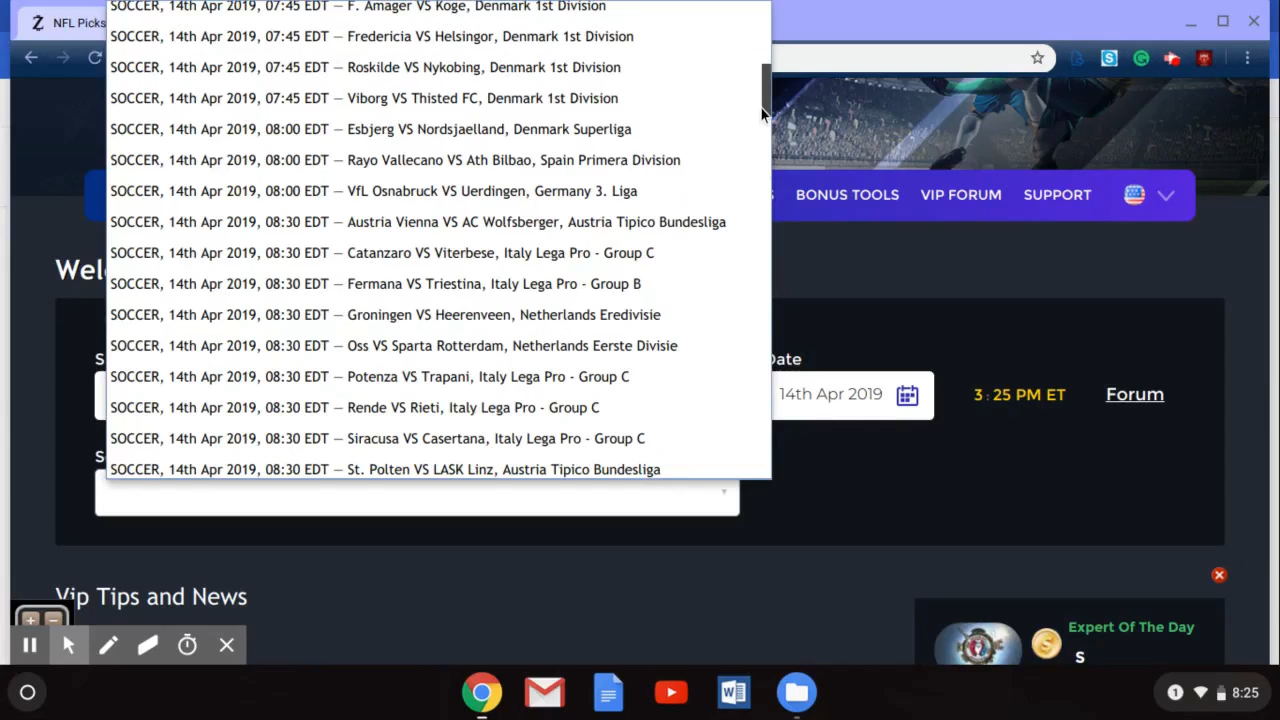 NFL Picks
SOCCER, 14th Apr 2019, 07:45 EDT – F. Amager VS Koge, Denmark 1st Division
SOCCER, 14th Apr 2019, 07:45 EDT – Fredericia VS Helsingor, Denmark 1st Division
SOCCER, 14th Apr 2019, 07:45 EDT – Roskilde VS Nykobing, Denmark 1st Division
SOCCER, 14th Apr 2019, 07:45 EDT – Viborg VS Thisted FC, Denmark 1st Division
SOCCER, 14th Apr 2019, 08:00 EDT – Esbjerg VS Nordsjaelland, Denmark Superliga
SOCCER, 14th Apr 2019, 08:00 EDT – Rayo Vallecano VS Ath Bilbao, Spain Primera Division
SOCCER, 14th Apr 2019, 08:00 EDT – VfL Osnabruck VS Uerdingen, Germany 3. Liga
SOCCER, 14th Apr 2019, 08:30 EDT – Austria Vienna VS AC Wolfsberger, Austria Tipico Bundesliga
SOCCER, 14th Apr 2019, 08:30 EDT – Catanzaro VS Viterbese, Italy Lega Pro - Group C
SOCCER, 14th Apr 2019, 08:30 EDT – Fermana VS Triestina, Italy Lega Pro - Group B
SOCCER, 14th Apr 2019, 08:30 EDT – Groningen VS Heerenveen, Netherlands Eredivisie
SOCCER, 14th Apr 2019, 08:30 EDT – Oss VS Sparta Rotterdam, Netherlands Eerste Divisie
SOCCER, 14th Apr 2019, 08:30 EDT – Potenza VS Trapani, Italy Lega Pro - Group C
SOCCER, 14th Apr 2019, 08:30 EDT – Rende VS Rieti, Italy Lega Pro - Group C
SOCCER, 14th Apr 2019, 08:30 EDT – Siracusa VS Casertana, Italy Lega Pro - Group C
SOCCER, 14th Apr 2019, 08:30 EDT – St. Polten VS LASK Linz, Austria Tipico Bundesliga
S BONUS TOOLS VIP FORUM SUPPORT
Wel
S
Date
14th Apr 2019
3:25 PM ET
Forum
S
Vip Tips and News
Expert Of The Day
S
1
8:25